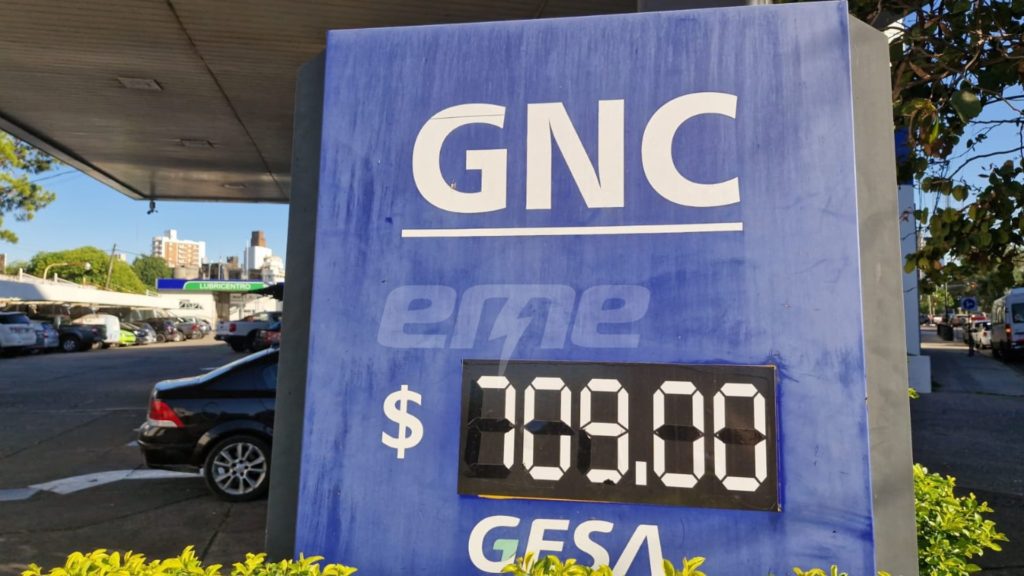 GNC
LUBRICENTRO
eme
$ 709.00
GESA